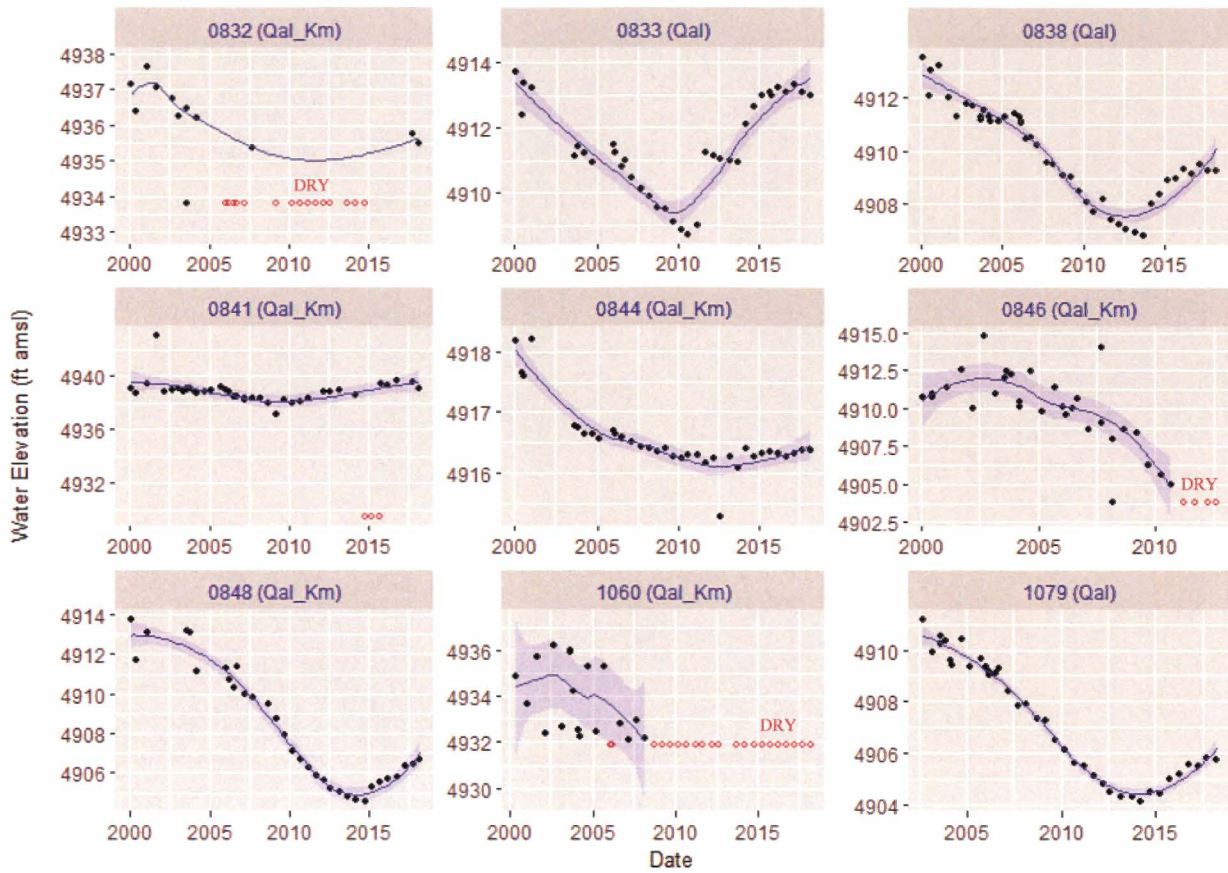 0832 (Qal_Km)
4938
4937
4936
4935
4934
4933
DRY
2000 2005 2010 2015
0833 (Qal)
4914
4912
4910
2000 2005 2010 2015
0838 (Qal)
4912
4910
4908
2000 2005 2010 2015
Water Elevation (ft amsl)
0841 (Qal_Km)
4940
4936
4932
2000 2005 2010 2015
0844 (Qal_Km)
4918
4917
4916
2000 2005 2010 2015
0846 (Qal_Km)
4915.0
4912.5
4910.0
4907.5
4905.0
4902.5
DRY
2000 2005 2010
0848 (Qal_Km)
4914
4912
4910
4908
4906
2000 2005 2010 2015
1060 (Qal_Km)
4936
4934
4932
4930
DRY
2000 2005 2010 2015
1079 (Qal)
4910
4908
4906
4904
2005 2010 2015
Date